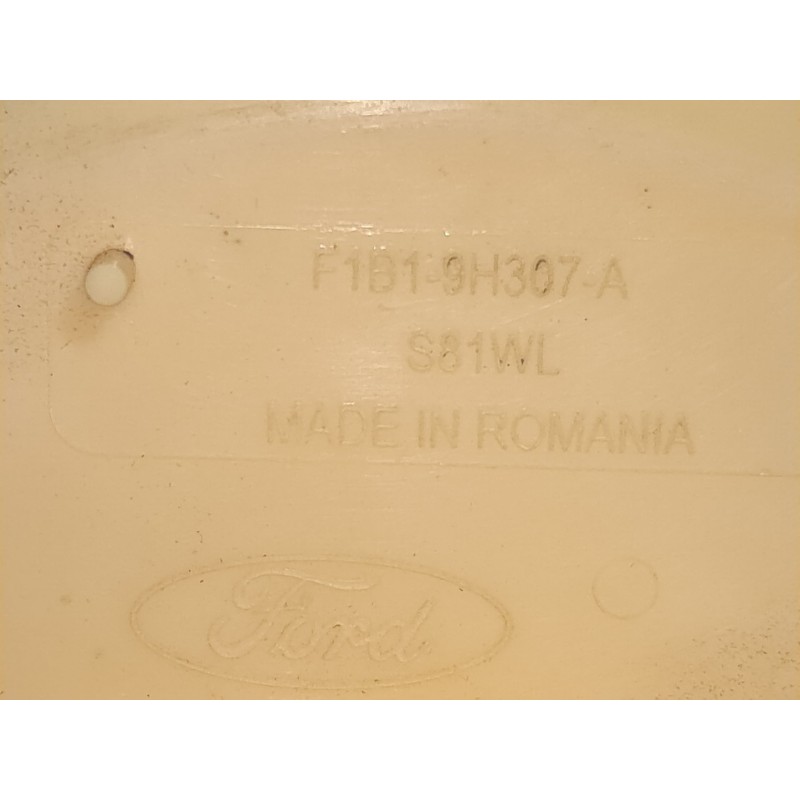 F1B1-9H307-A
S81WL
MADE IN ROMANIA
Ford